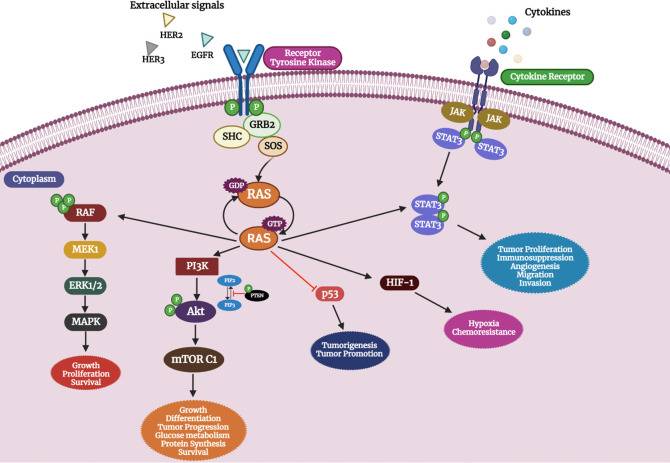 Extracellular signals
HER2
HER3
EGFR
Receptor
Tyrosine Kinase
Cytokines
Cytokine Receptor
P
P
GRB2
SHC
SOS
JAK
JAK
P
P
STAT3
STAT3
Cytoplasm
GDP
RAS
GTP
RAS
P
P
P
RAF
MEK1
ERK1/2
MAPK
Growth
Proliferation
Survival
PI3K
PIP2
PIP3
P
PTEN
P
P
Akt
mTOR C1
Growth
Differentiation
Tumor Progression
Glucose metabolism
Protein Synthesis
Survival
p53
Tumorigenesis
Tumor Promotion
HIF-1
Hypoxia
Chemoresistance
STAT3
P
P
STAT3
Tumor Proliferation
Immunosuppression
Angiogenesis
Migration
Invasion